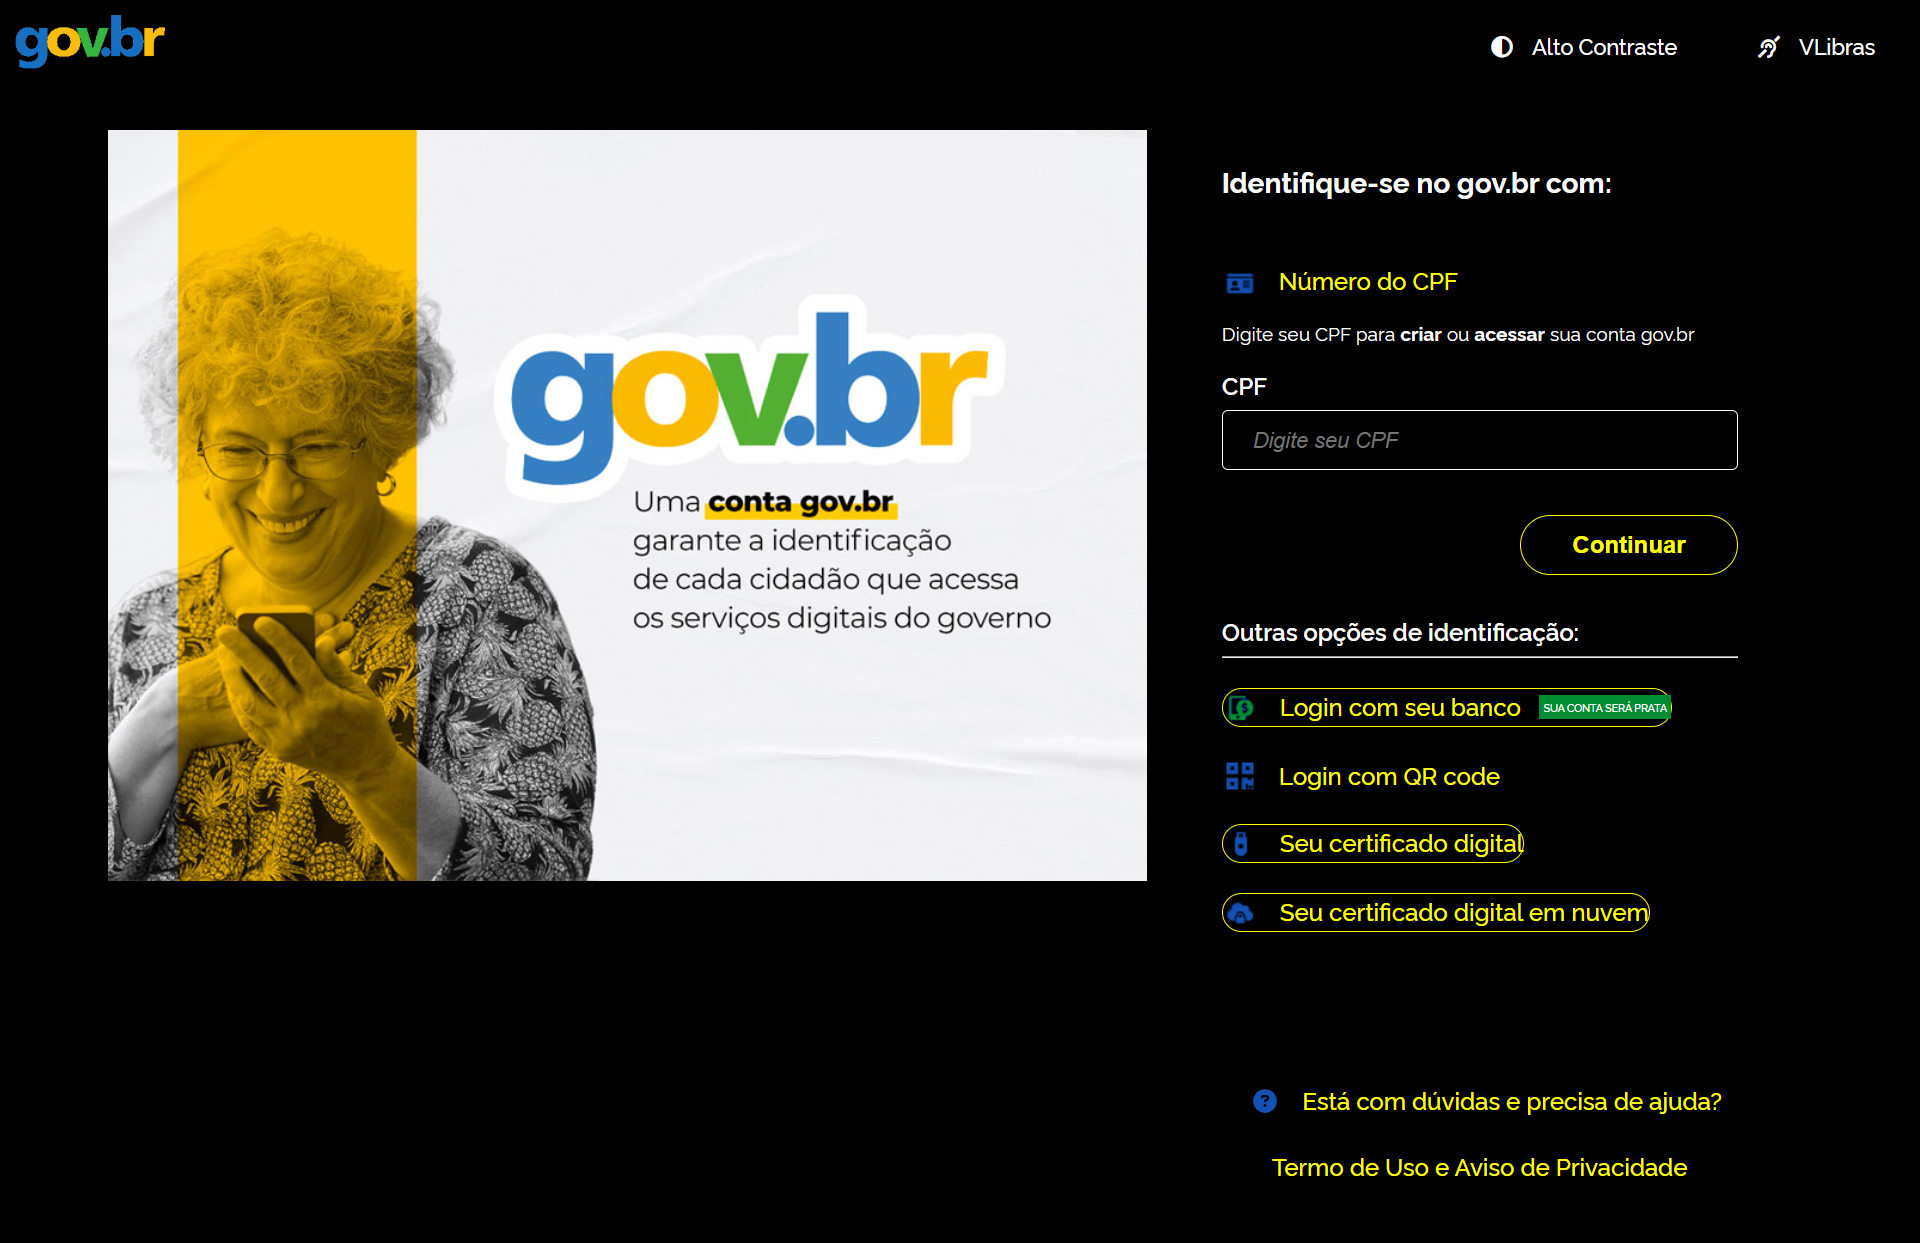 gov.br
Alto Contraste
VLibras
gov.br
Uma conta gov.br
garante a identificação
de cada cidadão que acessa
os serviços digitais do governo
Identifique-se no gov.br com:
Número do CPF
Digite seu CPF para criar ou acessar sua conta gov.br
CPF
Digite seu CPF
Continuar
Outras opções de identificação:
Login com seu banco SUA CONTA SERÁ PRATA
Login com QR code
Seu certificado digital
Seu certificado digital em nuvem
Está com dúvidas e precisa de ajuda?
Termo de Uso e Aviso de Privacidade